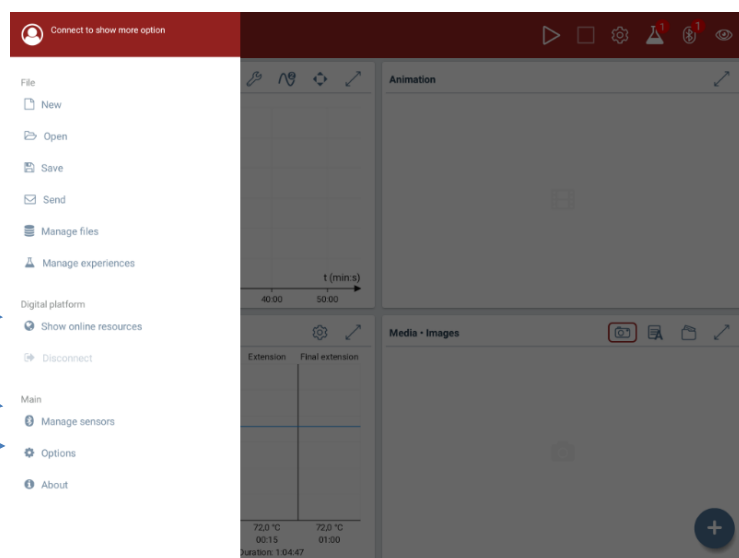 Connect to show more option
File
New
Open
Save
Send
Manage files
Manage experiences
Digital platform
Show online resources
Disconnect
Main
Manage sensors
Options
About
1
1
Animation
t (min:s)
40:00 50:00
Media • Images
Extension Final extension
72,0 °C 72,0 °C
00:15 01:00
Duration: 1:04:47
+